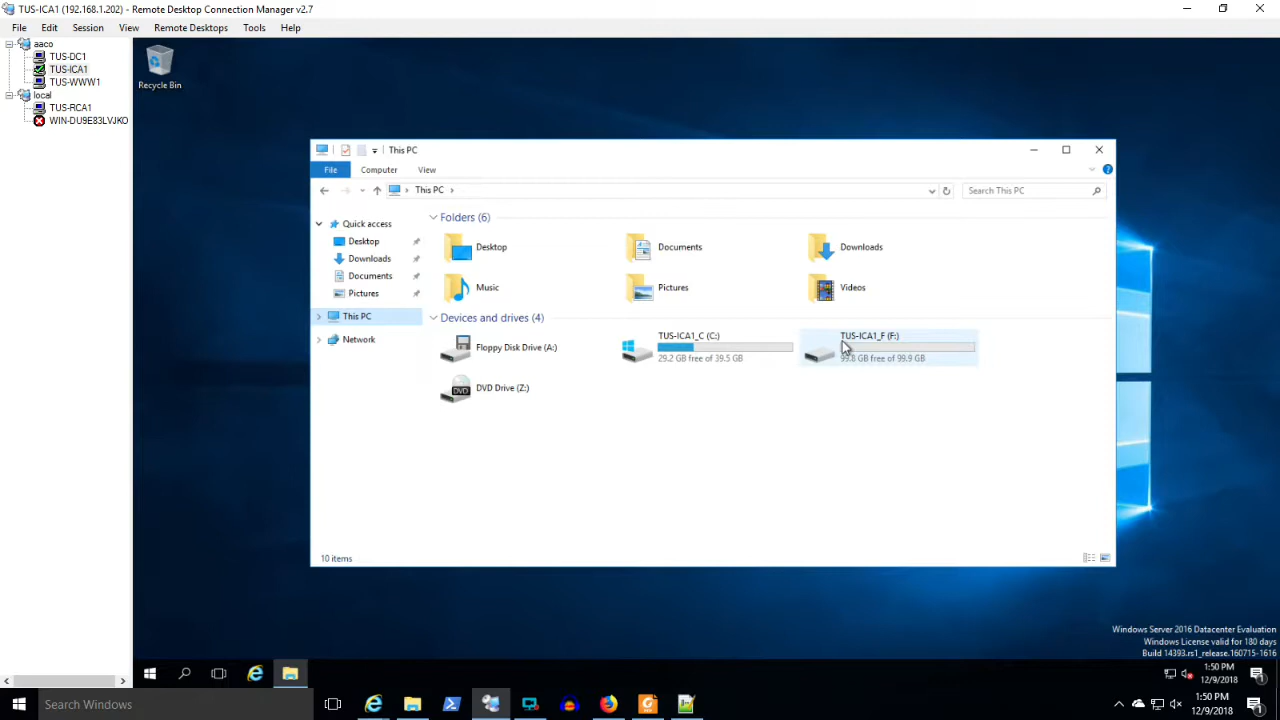 TUS-ICA1 (192.168.1.202) - Remote Desktop Connection Manager v2.7
File Edit Session View Remote Desktops Tools Help
aaco
TUS-DC1
TUS-ICA1
TUS-WWW1
local
TUS-RCA1
WIN-DU9E83LVJKO
Recycle Bin
This PC
File Computer View
This PC
Search This PC
Quick access
Desktop
Downloads
Documents
Pictures
This PC
Network
Folders (6)
Desktop
Documents
Downloads
Music
Pictures
Videos
Devices and drives (4)
Floppy Disk Drive (A:)
TUS-ICA1_C (C:)
29.2 GB free of 39.5 GB
TUS-ICA1_F (F:)
99.8 GB free of 99.9 GB
DVD Drive (Z:)
DVD
10 items
Windows Server 2016 Datacenter Evaluation
Windows License valid for 180 days
Build 14393.rs1_release.160715-1616
1:50 PM
12/9/2018
1
Search Windows
1:50 PM
12/9/2018
1